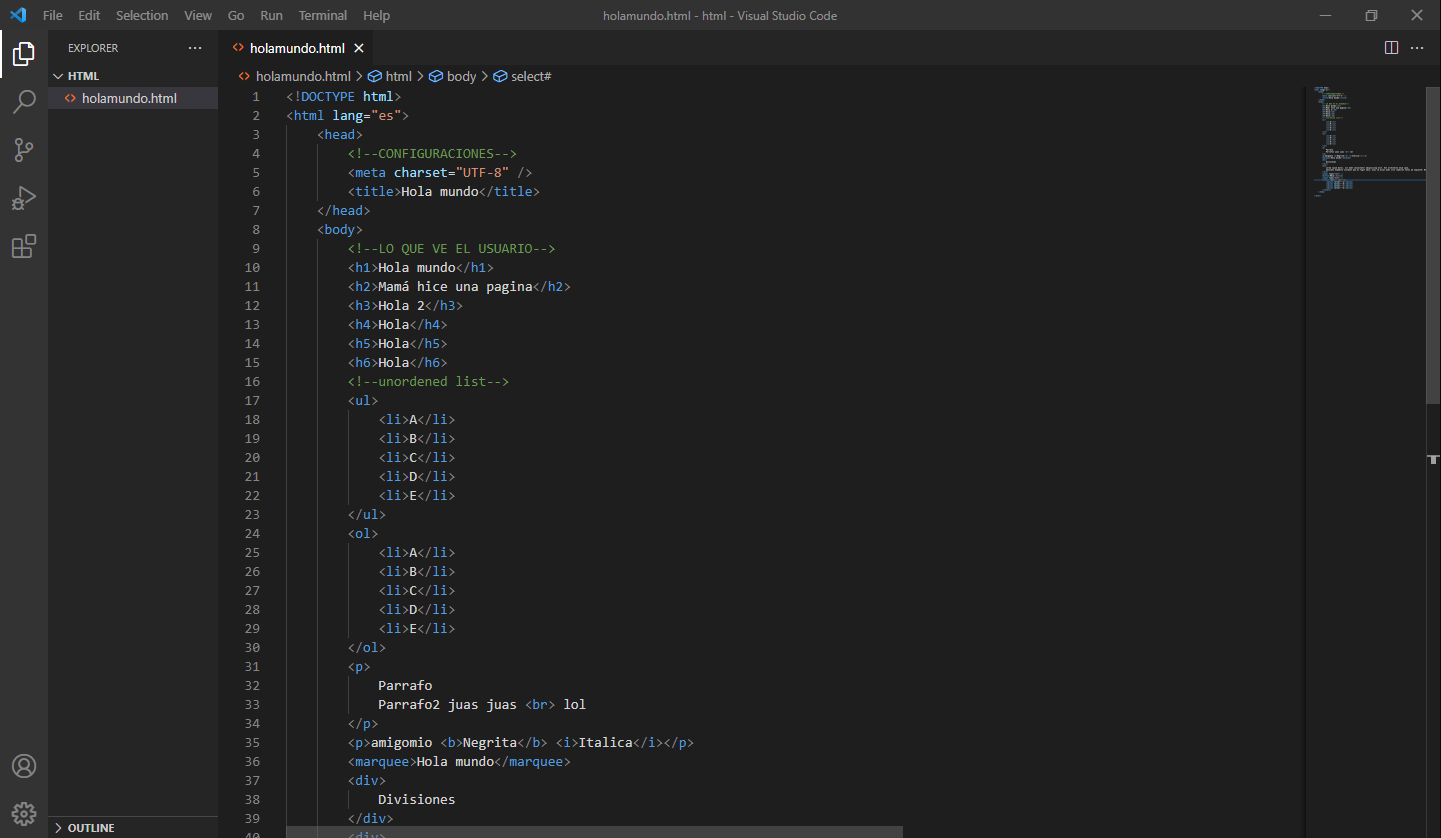 File Edit Selection View Go Run Terminal Help
holamundo.html - html - Visual Studio Code
EXPLORER
HTML
holamundo.html
OUTLINE
holamundo.html
holamundo.html > html > body > select#
1 <!DOCTYPE html>
2 <html lang="es">
3 <head>
4 <!--CONFIGURACIONES-->
5 <meta charset="UTF-8" />
6 <title>Hola mundo</title>
7 </head>
8 <body>
9 <!--LO QUE VE EL USUARIO-->
10 <h1>Hola mundo</h1>
11 <h2>Mamá hice una pagina</h2>
12 <h3>Hola 2</h3>
13 <h4>Hola</h4>
14 <h5>Hola</h5>
15 <h6>Hola</h6>
16 <!--unordened list-->
17 <ul>
18 <li>A</li>
19 <li>B</li>
20 <li>C</li>
21 <li>D</li>
22 <li>E</li>
23 </ul>
24 <ol>
25 <li>A</li>
26 <li>B</li>
27 <li>C</li>
28 <li>D</li>
29 <li>E</li>
30 </ol>
31 <p>
32 Parrafo
33 Parrafo2 juas juas <br> lol
34 </p>
35 <p>amigomio <b>Negrita</b> <i>Italica</i></p>
36 <marquee>Hola mundo</marquee>
37 <div>
38 Divisiones
39 </div>
40 <div>